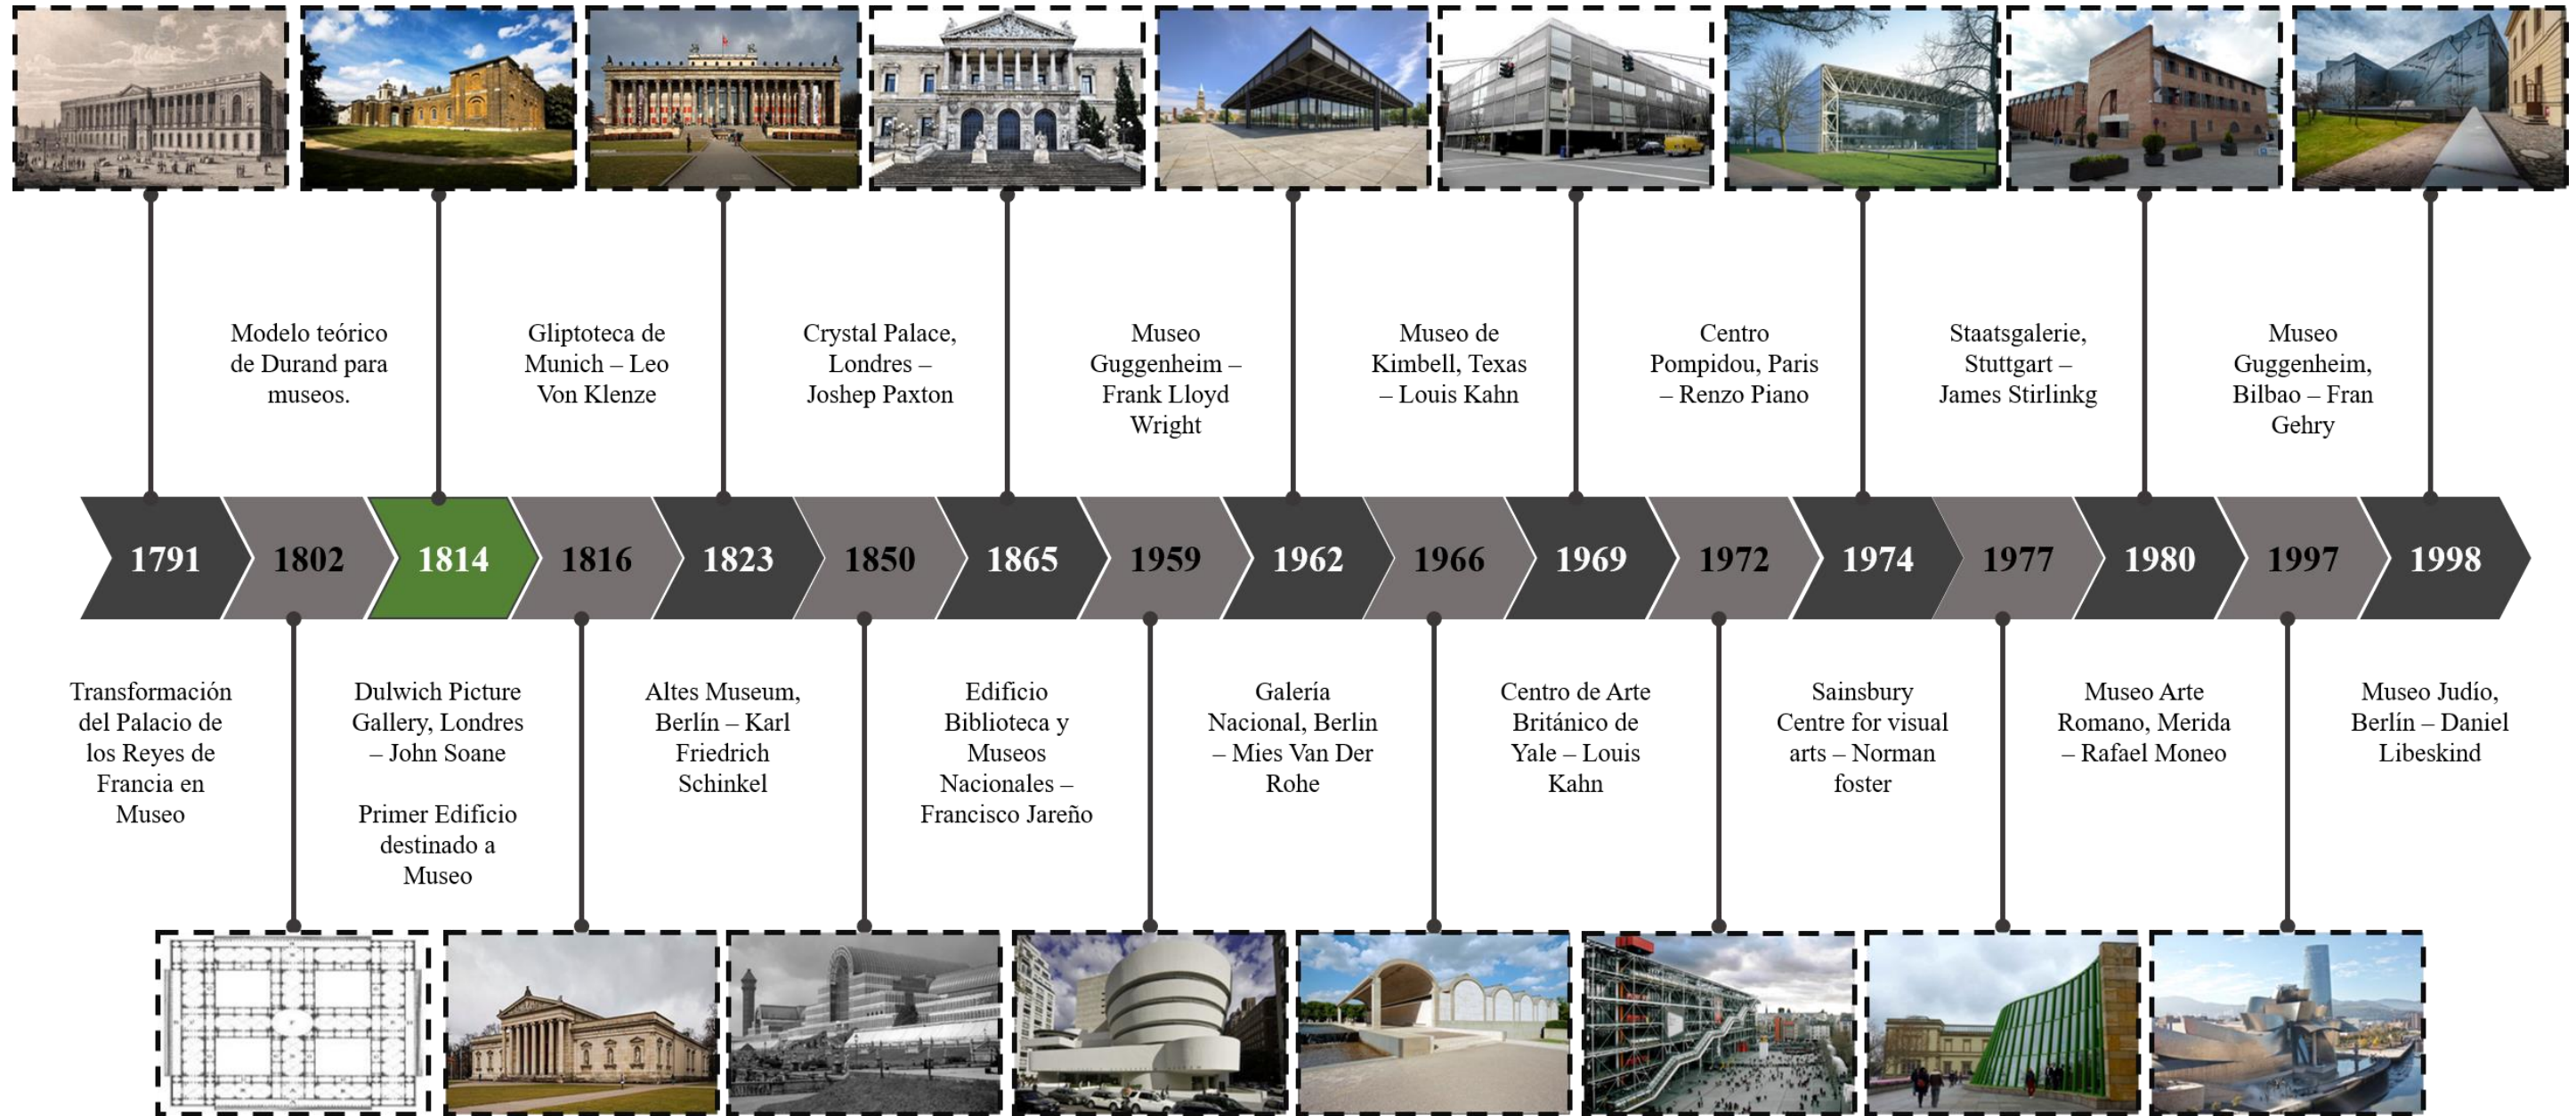 Modelo teórico
de Durand para
museos.
Gliptoteca de
Munich – Leo
Von Klenze
Crystal Palace,
Londres –
Joshep Paxton
Museo
Guggenheim –
Frank Lloyd
Wright
Museo de
Kimbell, Texas
– Louis Kahn
Centro
Pompidou, Paris
– Renzo Piano
Staatsgalerie,
Stuttgart –
James Stirlinkg
Museo
Guggenheim,
Bilbao – Fran
Gehry
1791
1802
1814
1816
1823
1850
1865
1959
1962
1966
1969
1972
1974
1977
1980
1997
1998
Transformación
del Palacio de
los Reyes de
Francia en
Museo
Dulwich Picture
Gallery, Londres
– John Soane
Primer Edificio
destinado a
Museo
Altes Museum,
Berlín – Karl
Friedrich
Schinkel
Edificio
Biblioteca y
Museos
Nacionales –
Francisco Jareño
Galería
Nacional, Berlin
– Mies Van Der
Rohe
Centro de Arte
Británico de
Yale – Louis
Kahn
Sainsbury
Centre for visual
arts – Norman
foster
Museo Arte
Romano, Merida
– Rafael Moneo
Museo Judío,
Berlín – Daniel
Libeskind